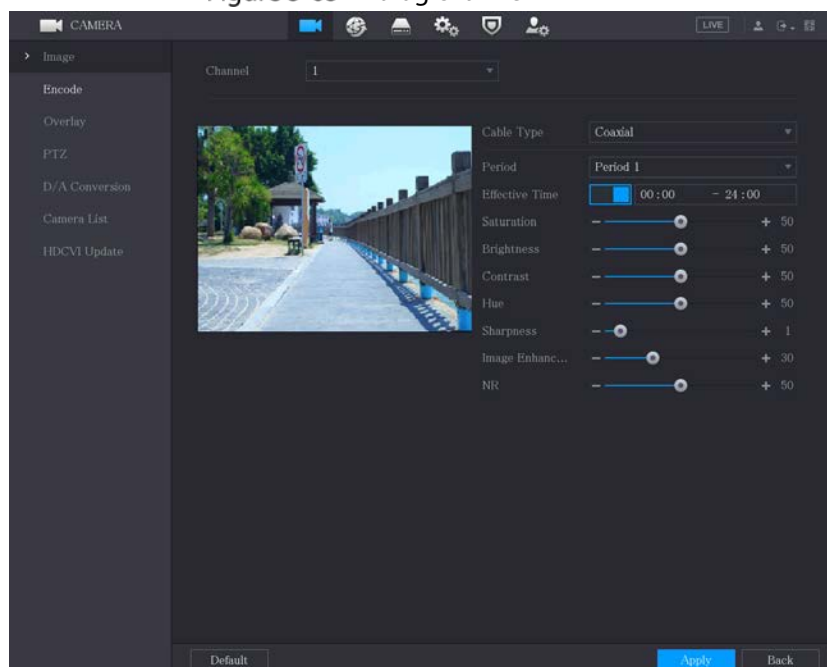 CAMERA
LIVE
Image
Encode
Overlay
PTZ
D/A Conversion
Camera List
HDCVI Update
Channel 1
Cable Type Coaxial
Period Period 1
Effective Time 00:00 - 24:00
Saturation - + 50
Brightness - + 50
Contrast - + 50
Hue - + 50
Sharpness - + 1
Image Enhanc... - + 30
NR - + 50
Default
Apply
Back